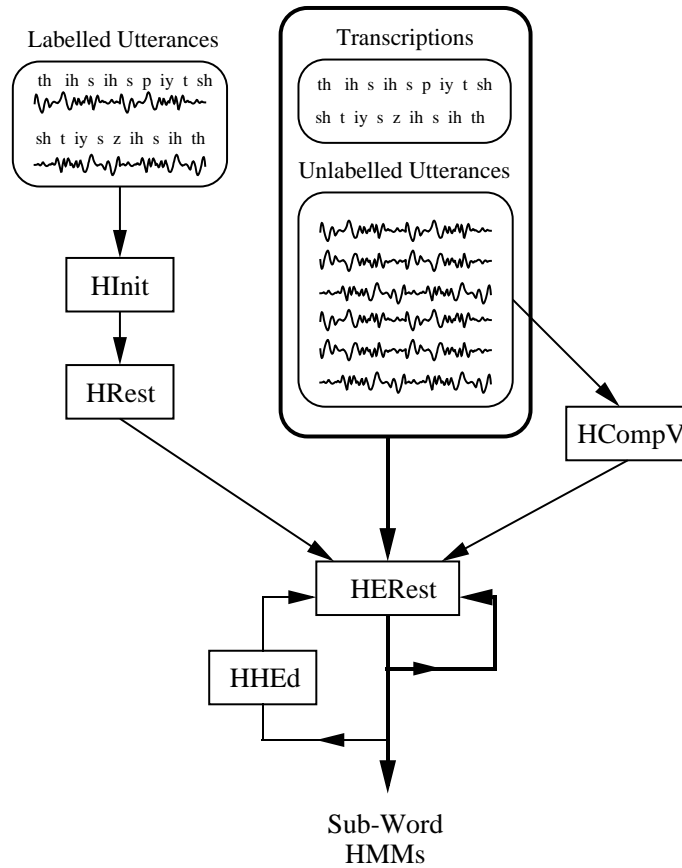 Labelled Utterances
th ih s ih s p iy t sh
sh t iy s z ih s ih th
Transcriptions
th ih s ih s p iy t sh
sh t iy s z ih s ih th
Unlabelled Utterances
HInit
HRest
HCompV
HERest
HHEd
Sub-Word
HMMs